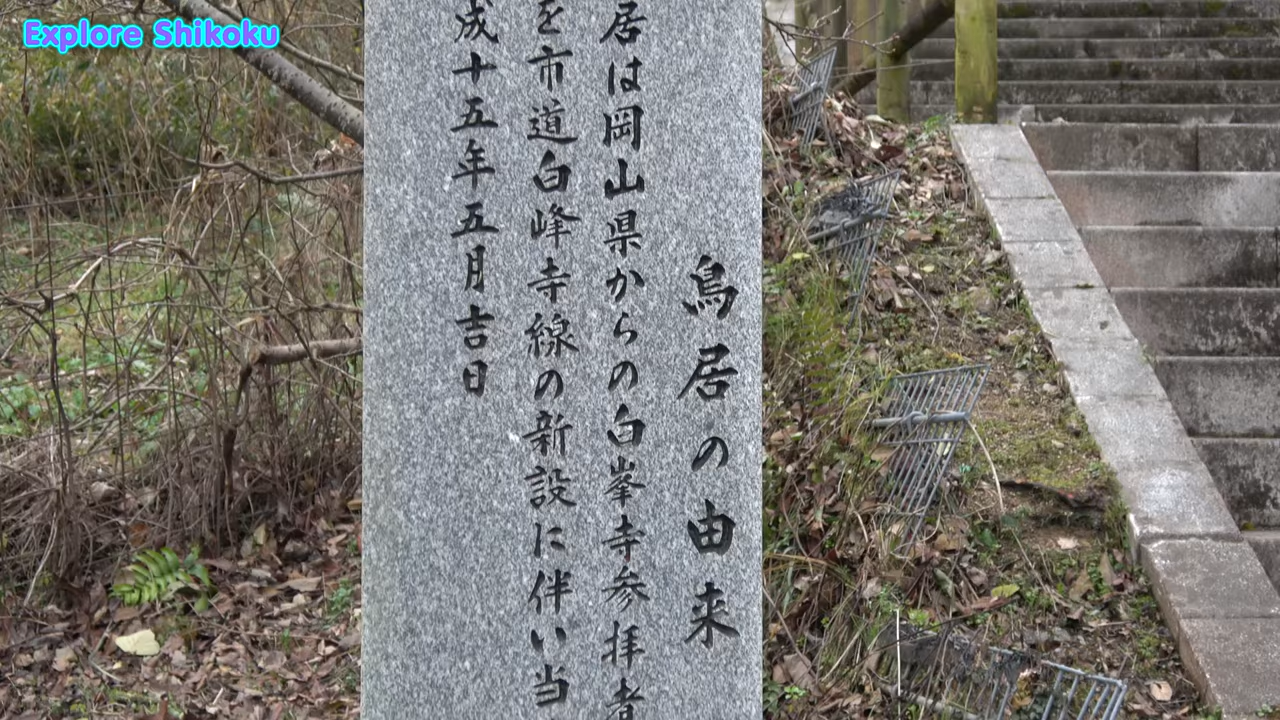 Explore Shikoku
鳥居の由来
居は岡山県からの白峯寺参拝者
を市道白峰寺線の新設に伴い当
成十五年五月吉日